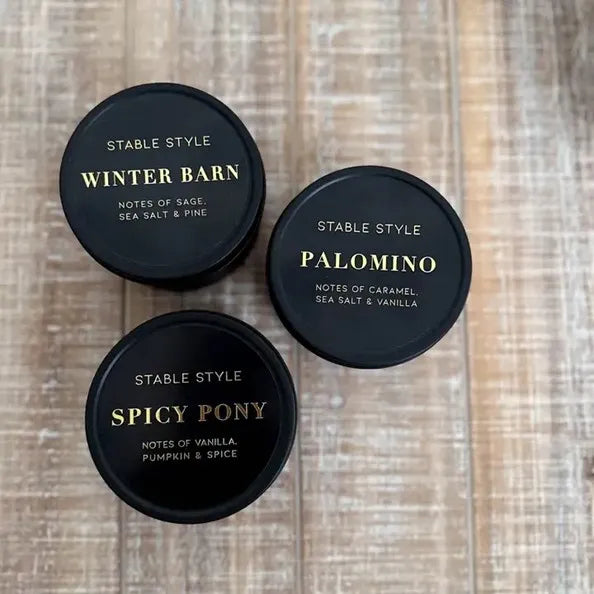 STABLE STYLE
WINTER BARN
NOTES OF SAGE,
SEA SALT & PINE
STABLE STYLE
PALOMINO
NOTES OF CARAMEL,
SEA SALT & VANILLA
STABLE STYLE
SPICY PONY
NOTES OF VANILLA,
PUMPKIN & SPICE